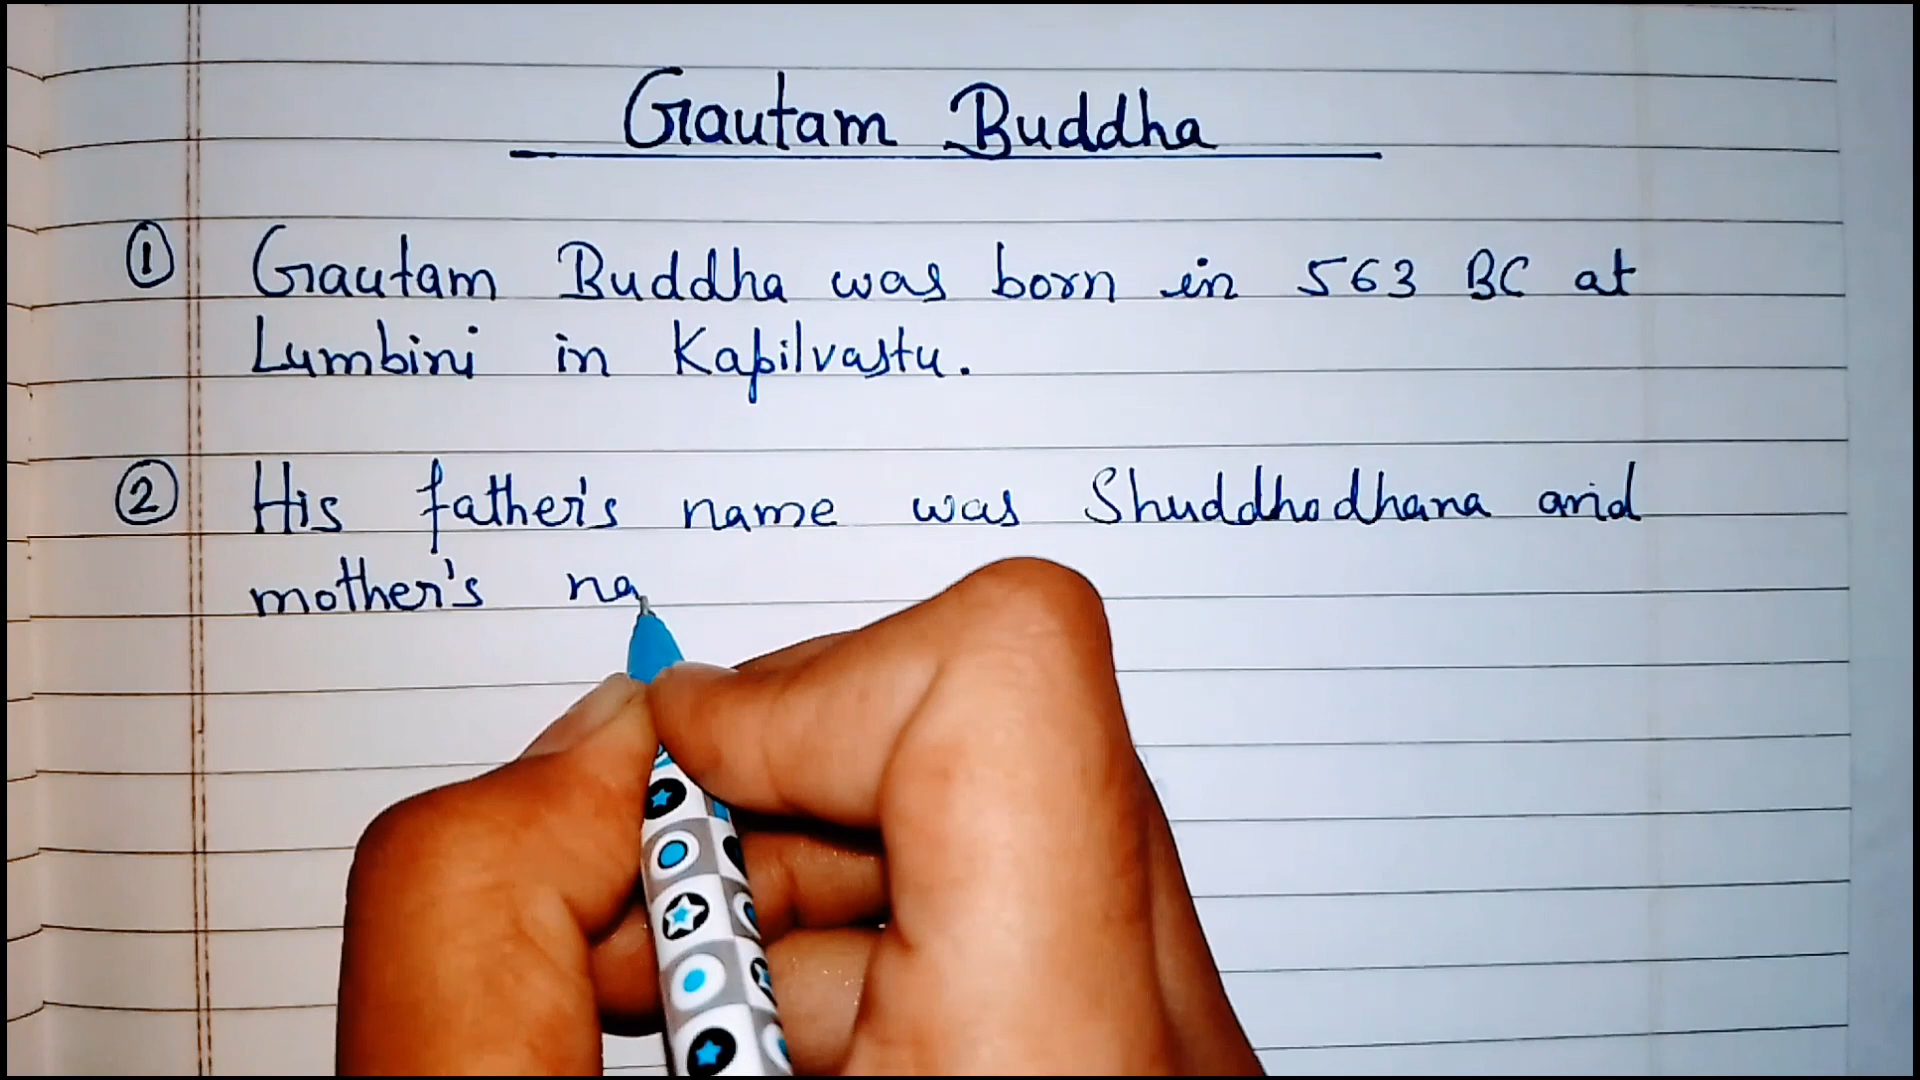 Gautam Buddha
① Gautam Buddha was born in 563 BC at
Lumbini in Kapilvastu.
② His father's name was Shuddhodhana and
mother's na